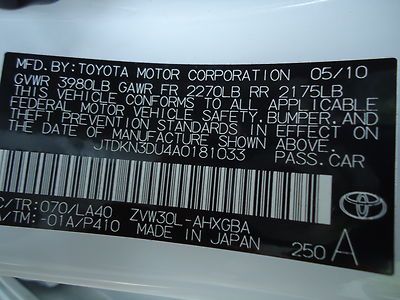 MFD. BY: TOYOTA MOTOR CORPORATION 05/10
GVWR 3980LB GAWR FR 2270LB RR 2175LB
THIS VEHICLE CONFORMS TO ALL APPLICABLE
FEDERAL MOTOR VEHICLE SAFETY, BUMPER, AND
THEFT PREVENTION STANDARDS IN EFFECT ON
THE DATE OF MANUFACTURE SHOWN ABOVE.
JTDKN3DU4A0181033 PASS. CAR
C/TR: 070/LA40 ZVW30L-AHXGBA
A/TM: -01A/P410 MADE IN JAPAN 250 A
TOYOTA